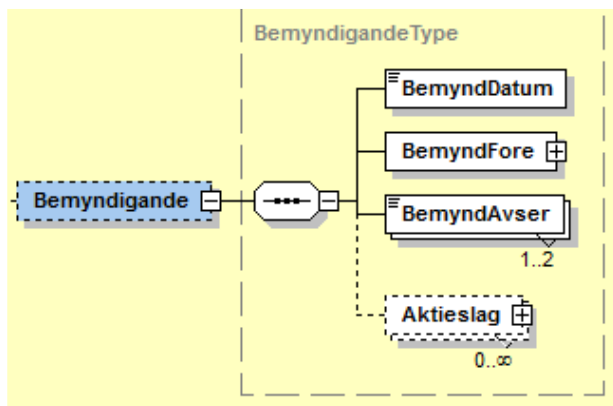 BemyndigandeType
BemyndDatum
BemyndFore
Bemyndigande
BemyndAvser
1..2
Aktieslag
0..∞